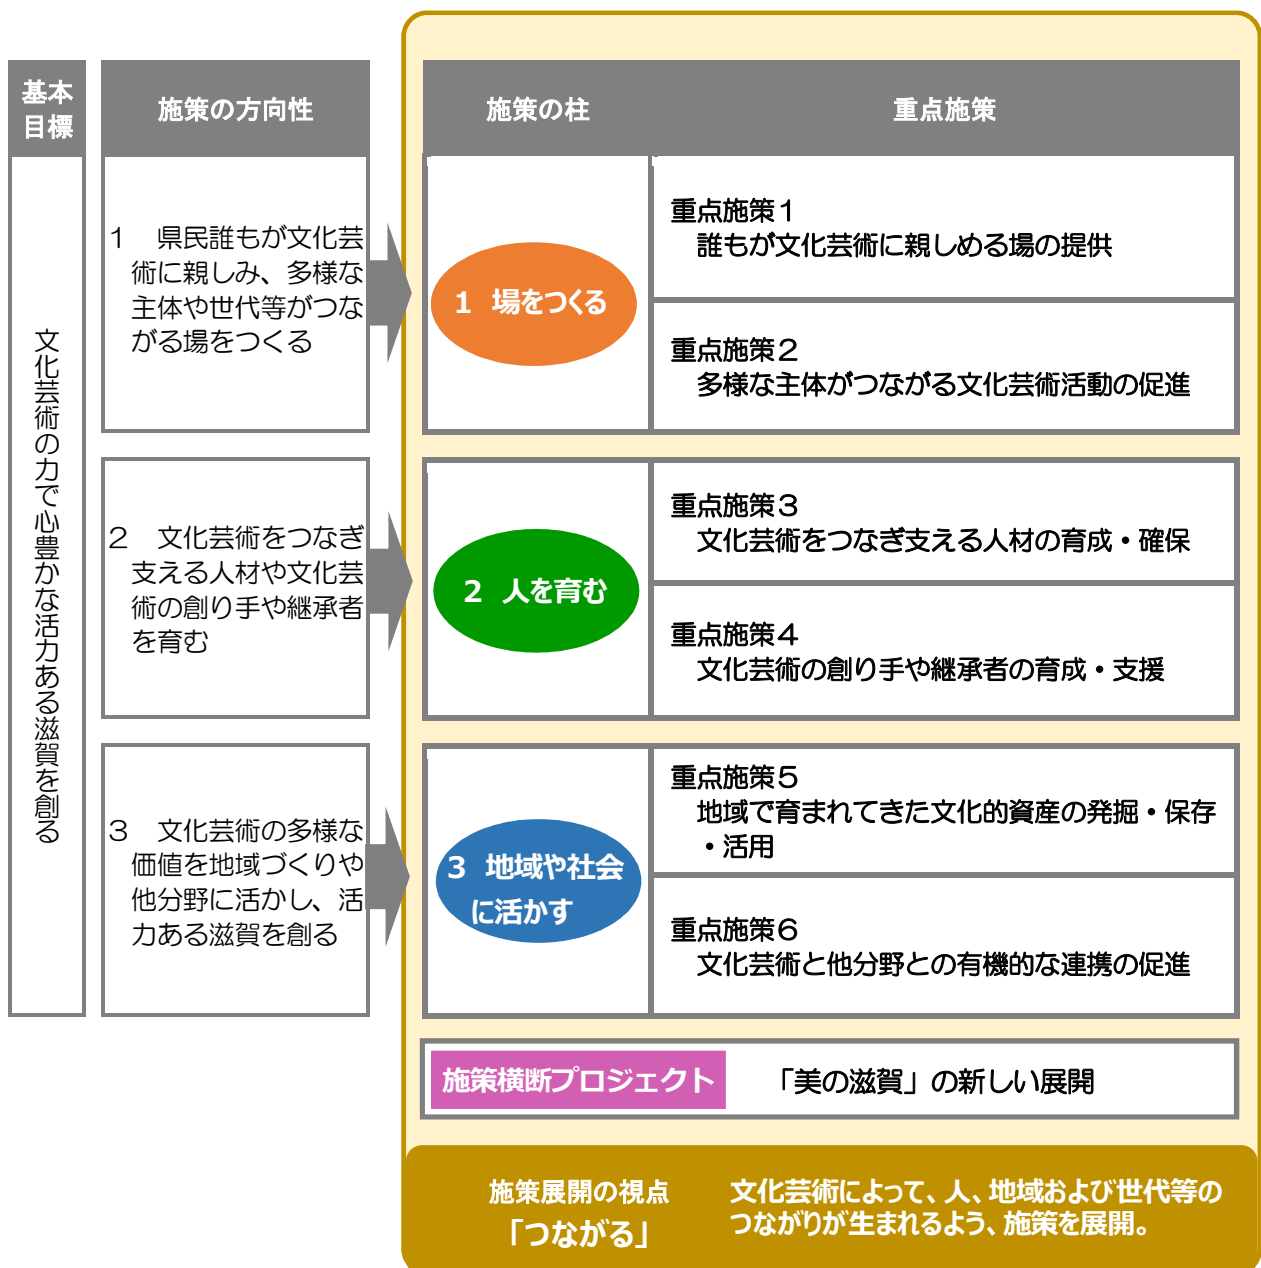 基本
目標
施策の方向性
施策の柱
重点施策
文化芸術の力で心豊かな活力ある滋賀を創る
１　県民誰もが文化芸
術に親しみ、多様な
主体や世代等がつな
がる場をつくる
1 場をつくる
重点施策１
誰もが文化芸術に親しめる場の提供
重点施策２
多様な主体がつながる文化芸術活動の促進
２　文化芸術をつなぎ
支える人材や文化芸
術の創り手や継承者
を育む
2 人を育む
重点施策３
文化芸術をつなぎ支える人材の育成・確保
重点施策４
文化芸術の創り手や継承者の育成・支援
３　文化芸術の多様な
価値を地域づくりや
他分野に活かし、活
力ある滋賀を創る
3 地域や社会
に活かす
重点施策５
地域で育まれてきた文化的資産の発掘・保存
・活用
重点施策６
文化芸術と他分野との有機的な連携の促進
施策横断プロジェクト
「美の滋賀」の新しい展開
施策展開の視点
「つながる」
文化芸術によって、人、地域および世代等の
つながりが生まれるよう、施策を展開。